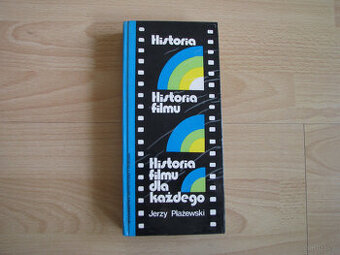 Historia
Historia
filmu
Historia
filmu
dla
każdego
Jerzy Płażewski